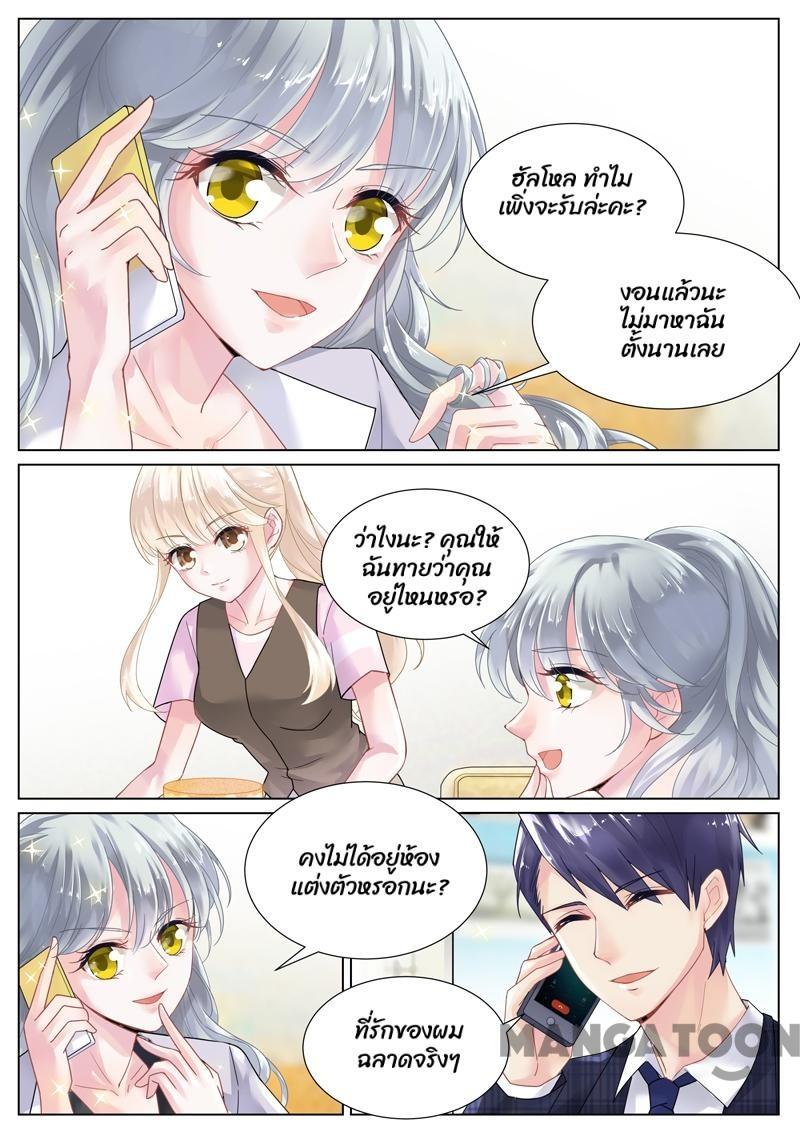 ฮัลโหล ทำไม
เพิ่งจะรับล่ะคะ?
งอนแล้วนะ
ไม่มาหาฉัน
ตั้งนานเลย
ว่าไงนะ? คุณให้
ฉันทายว่าคุณ
อยู่ไหนหรอ?
คงไม่ได้อยู่ห้อง
แต่งตัวหรอกนะ?
ที่รักของผม
ฉลาดจริงๆ
MANGATOON